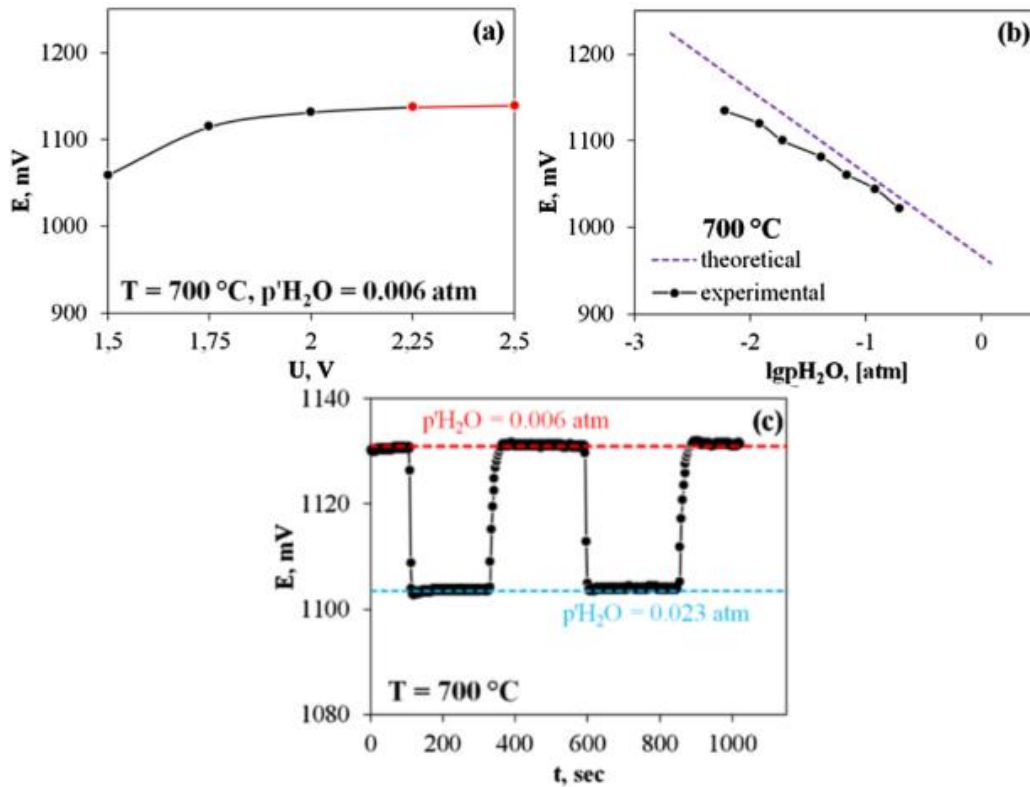 (a)
1200
1100
1000
900
E, mV
T = 700 °C, p'H₂O = 0.006 atm
1,5 1,75 2 2,25 2,5
U, V
(b)
1200
1100
1000
900
E, mV
700 °C
theoretical
experimental
-3 -2 -1 0
lgpH₂O, [atm]
(c)
1140
1120
1100
1080
E, mV
p'H₂O = 0.006 atm
p'H₂O = 0.023 atm
T = 700 °C
0 200 400 600 800 1000
t, sec